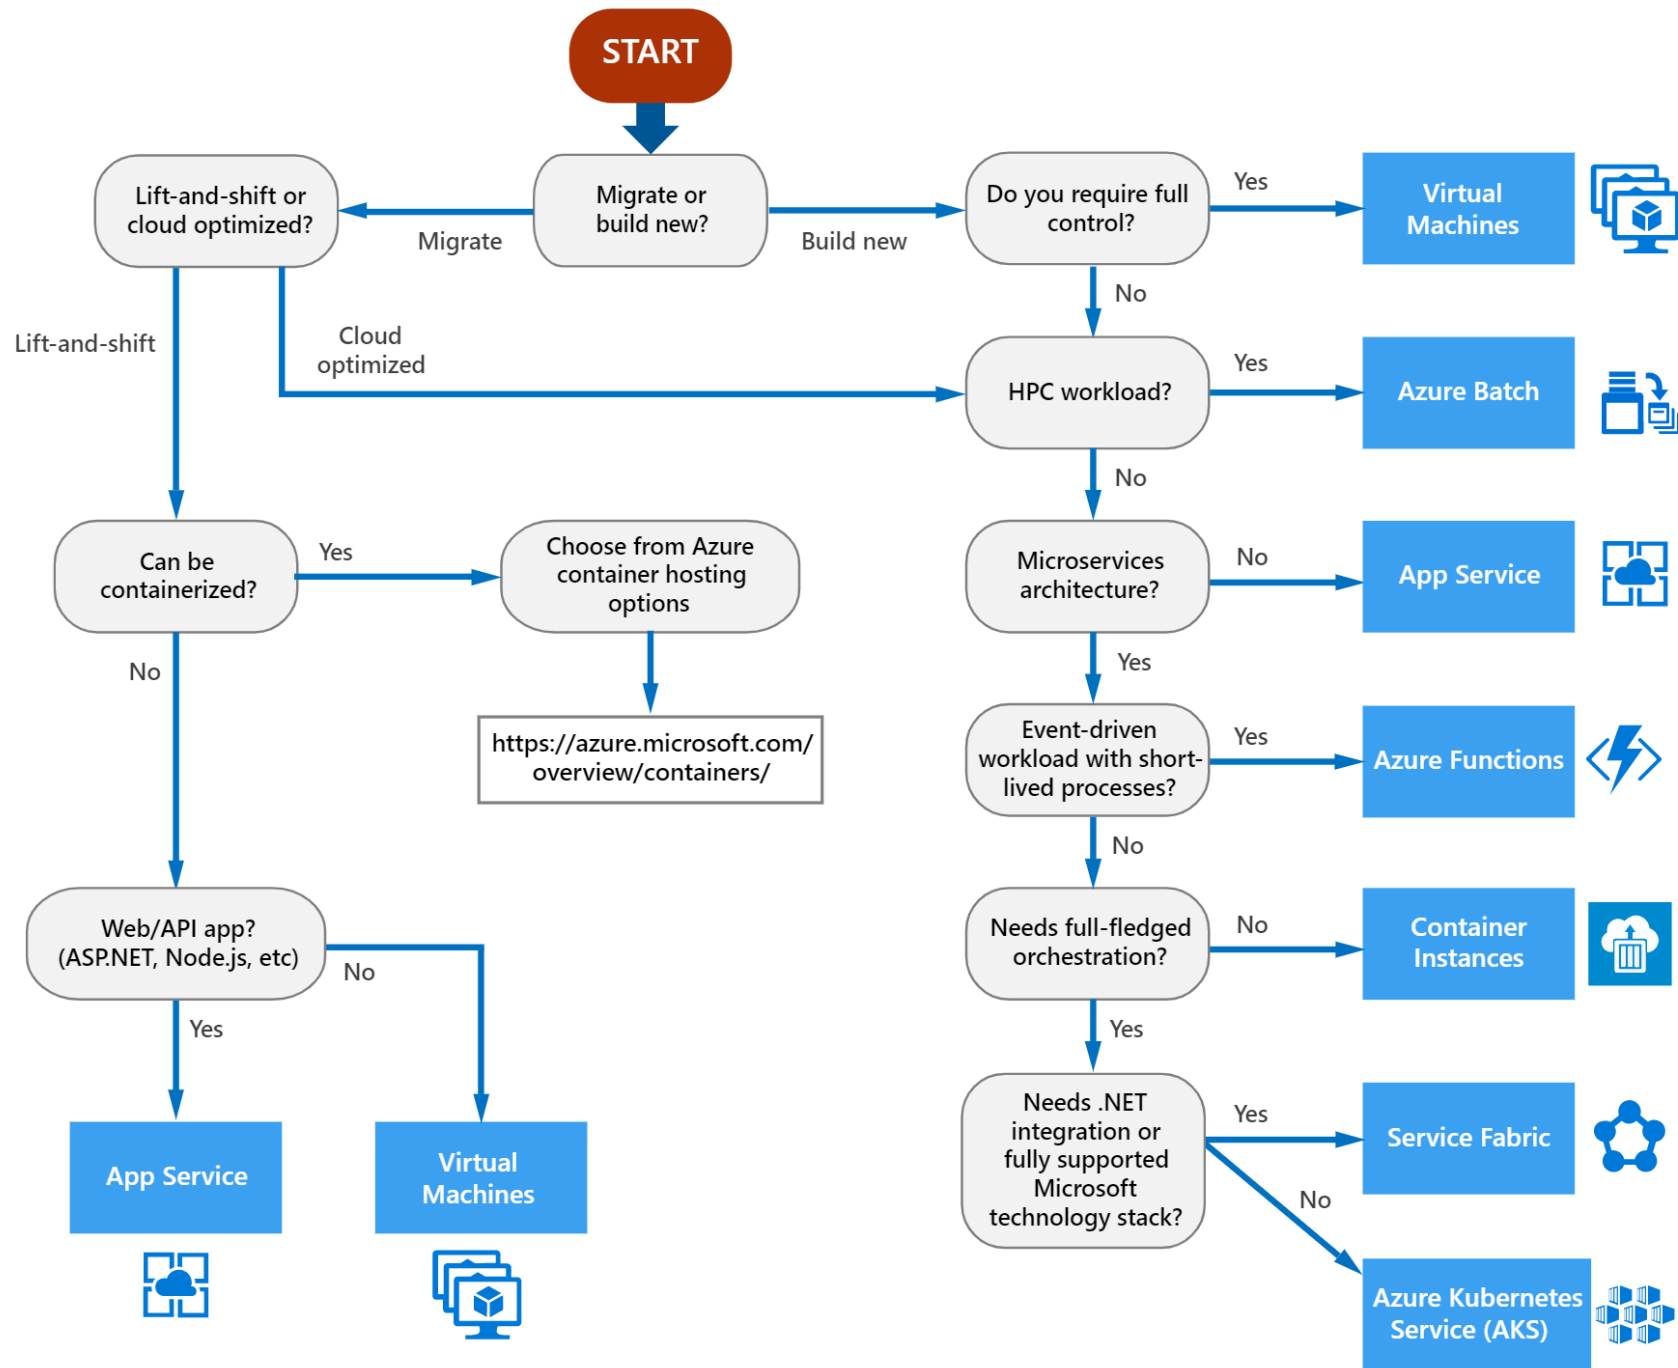 START
Lift-and-shift or
cloud optimized?
Migrate or
build new?
Do you require full
control?
Yes
Virtual
Machines
Migrate
Build new
No
Lift-and-shift
Cloud
optimized
HPC workload?
Yes
Azure Batch
No
Can be
containerized?
Yes
Choose from Azure
container hosting
options
Microservices
architecture?
No
App Service
No
Yes
https://azure.microsoft.com/
overview/containers/
Event-driven
workload with short-
lived processes?
Yes
Azure Functions
No
Web/API app?
(ASP.NET, Node.js, etc)
No
Needs full-fledged
orchestration?
No
Container
Instances
Yes
Yes
App Service
Virtual
Machines
Needs .NET
integration or
fully supported
Microsoft
technology stack?
Yes
Service Fabric
No
Azure Kubernetes
Service (AKS)